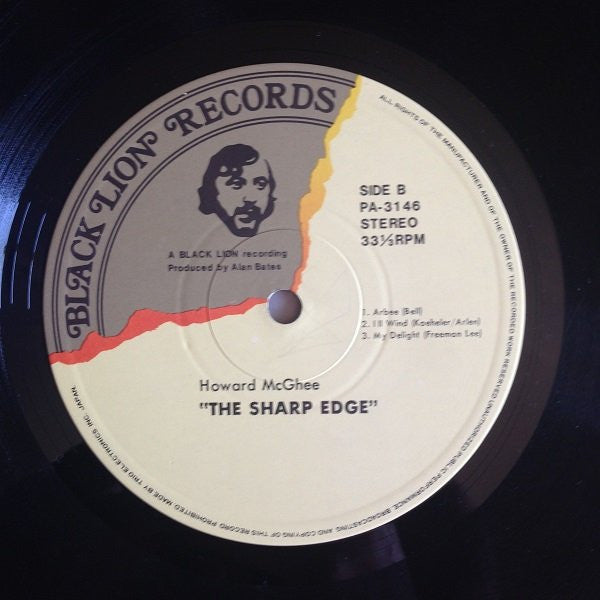 BLACK LION RECORDS
A BLACK LION recording
Produced by Alan Bates
SIDE B
PA-3146
STEREO
33⅓RPM
1. Arbee (Bell)
2. Ill Wind (Koeheler/Arlen)
3. My Delight (Freeman Lee)
Howard McGhee
"THE SHARP EDGE"
ALL RIGHTS OF THE MANUFACTURER AND OF THE OWNER OF THE RECORDED WORK RESERVED UNAUTHORIZED PUBLIC PERFORMANCE, BROADCASTING AND COPYING OF THIS RECORD PROHIBITED MADE BY TRIO ELECTRONICS INC. JAPAN.